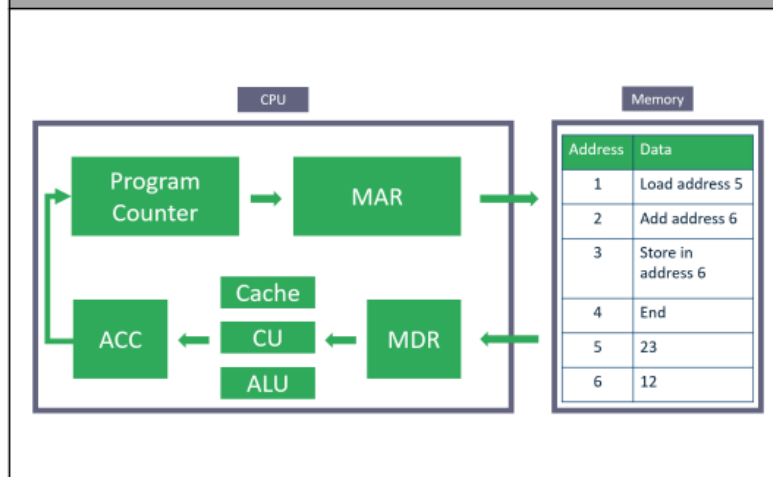 CPU
Memory
Program
Counter
MAR
Cache
ACC
CU
MDR
ALU
Address Data
1 Load address 5
2 Add address 6
3 Store in
address 6
4 End
5 23
6 12